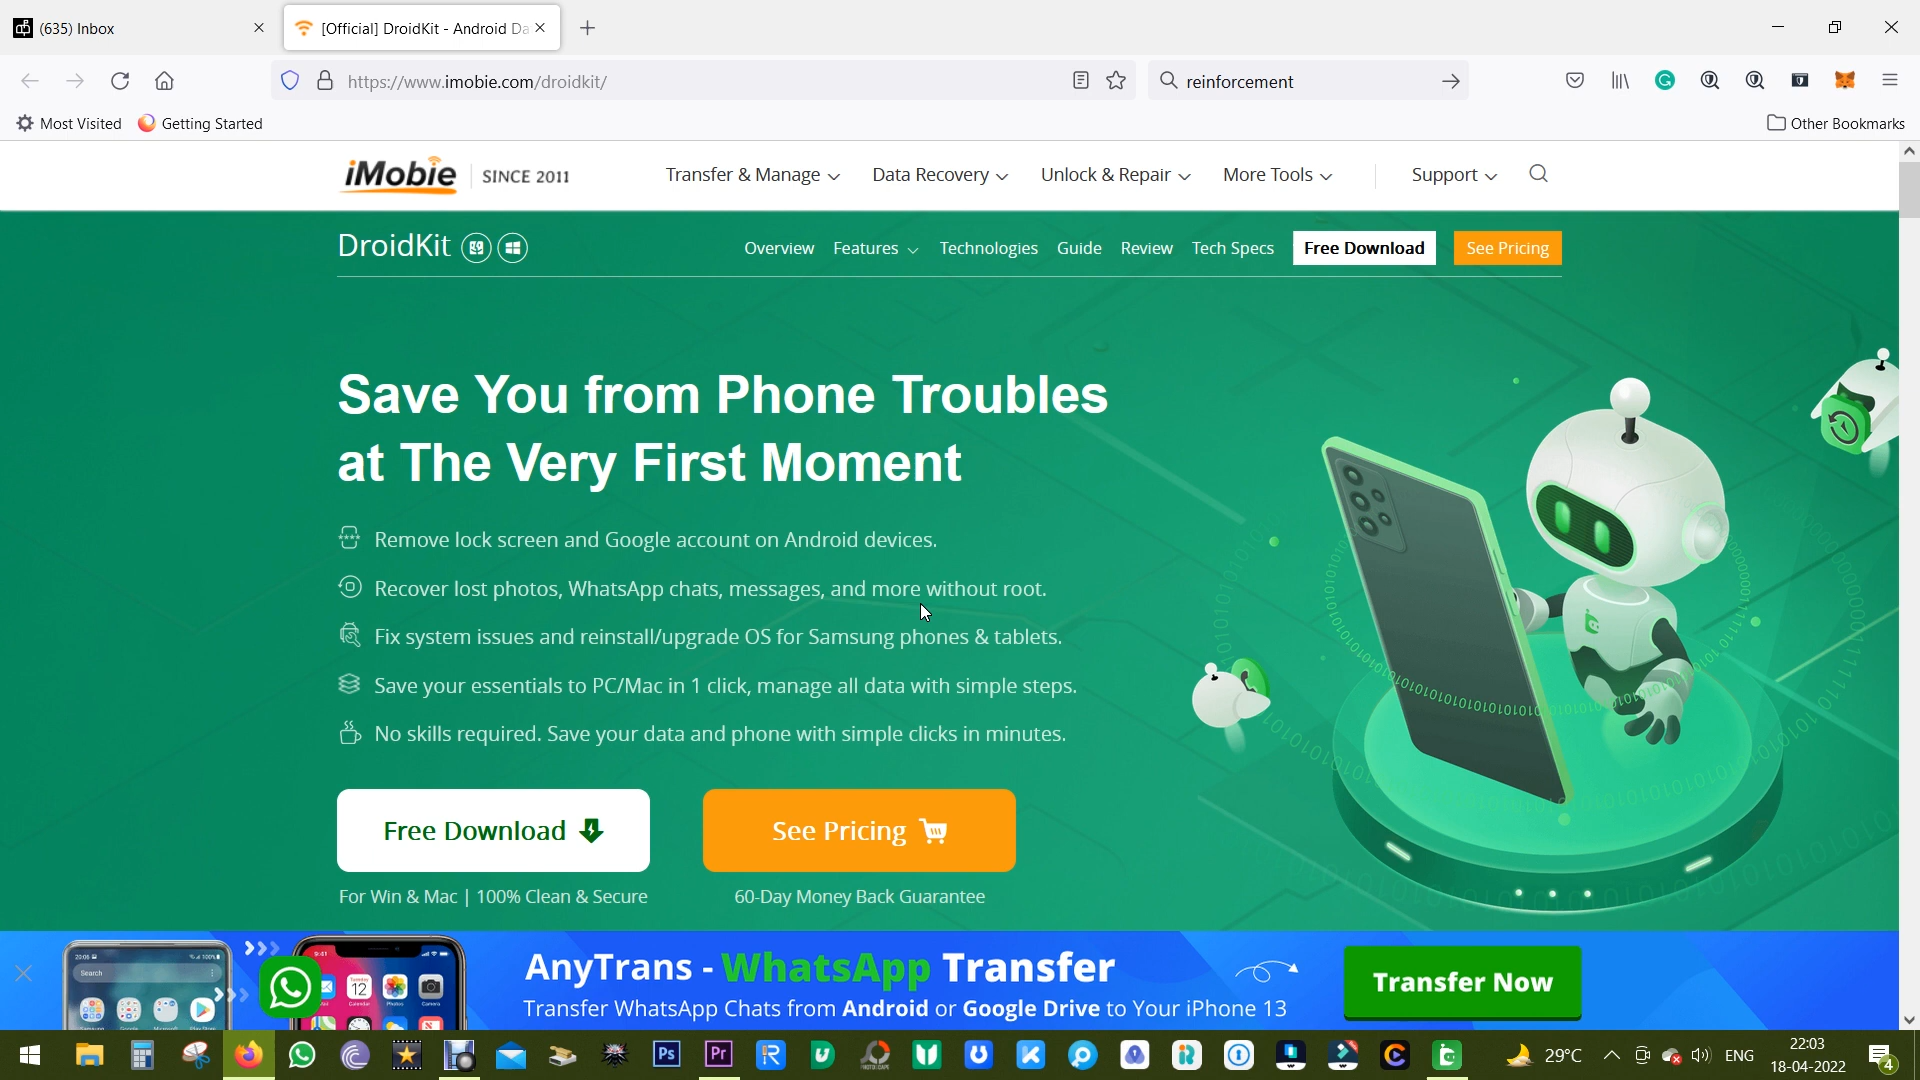 (635) Inbox
[Official] DroidKit - Android Da
https://www.imobie.com/droidkit/
reinforcement
Most Visited
Getting Started
Other Bookmarks
iMobie
SINCE 2011
Transfer & Manage
Data Recovery
Unlock & Repair
More Tools
Support
DroidKit
Overview
Features
Technologies
Guide
Review
Tech Specs
Free Download
See Pricing
Save You from Phone Troubles
at The Very First Moment
Remove lock screen and Google account on Android devices.
Recover lost photos, WhatsApp chats, messages, and more without root.
Fix system issues and reinstall/upgrade OS for Samsung phones & tablets.
Save your essentials to PC/Mac in 1 click, manage all data with simple steps.
No skills required. Save your data and phone with simple clicks in minutes.
Free Download
See Pricing
For Win & Mac | 100% Clean & Secure
60-Day Money Back Guarantee
Search
9:41
12
AnyTrans - WhatsApp Transfer
Transfer WhatsApp Chats from Android or Google Drive to Your iPhone 13
Transfer Now
Ps
Pr
29°C
ENG
22:03
18-04-2022
4